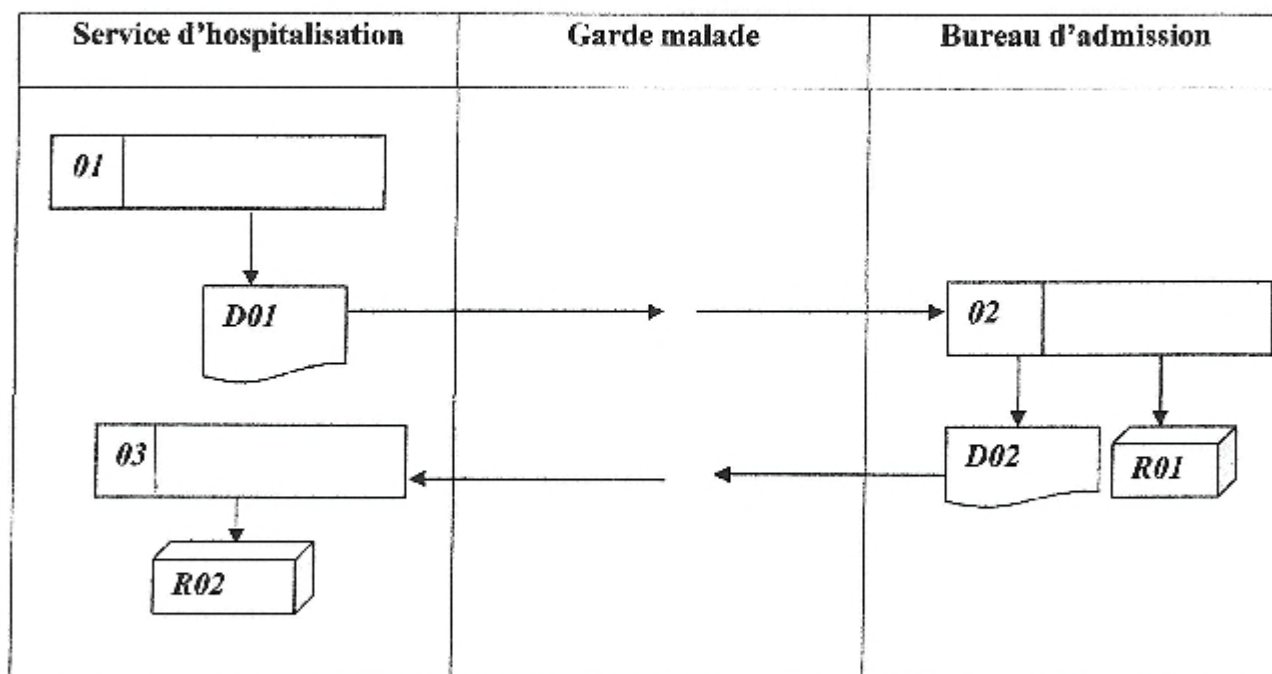 Service d'hospitalisation Garde malade Bureau d'admission
01
D01
02
03
D02
R01
R02